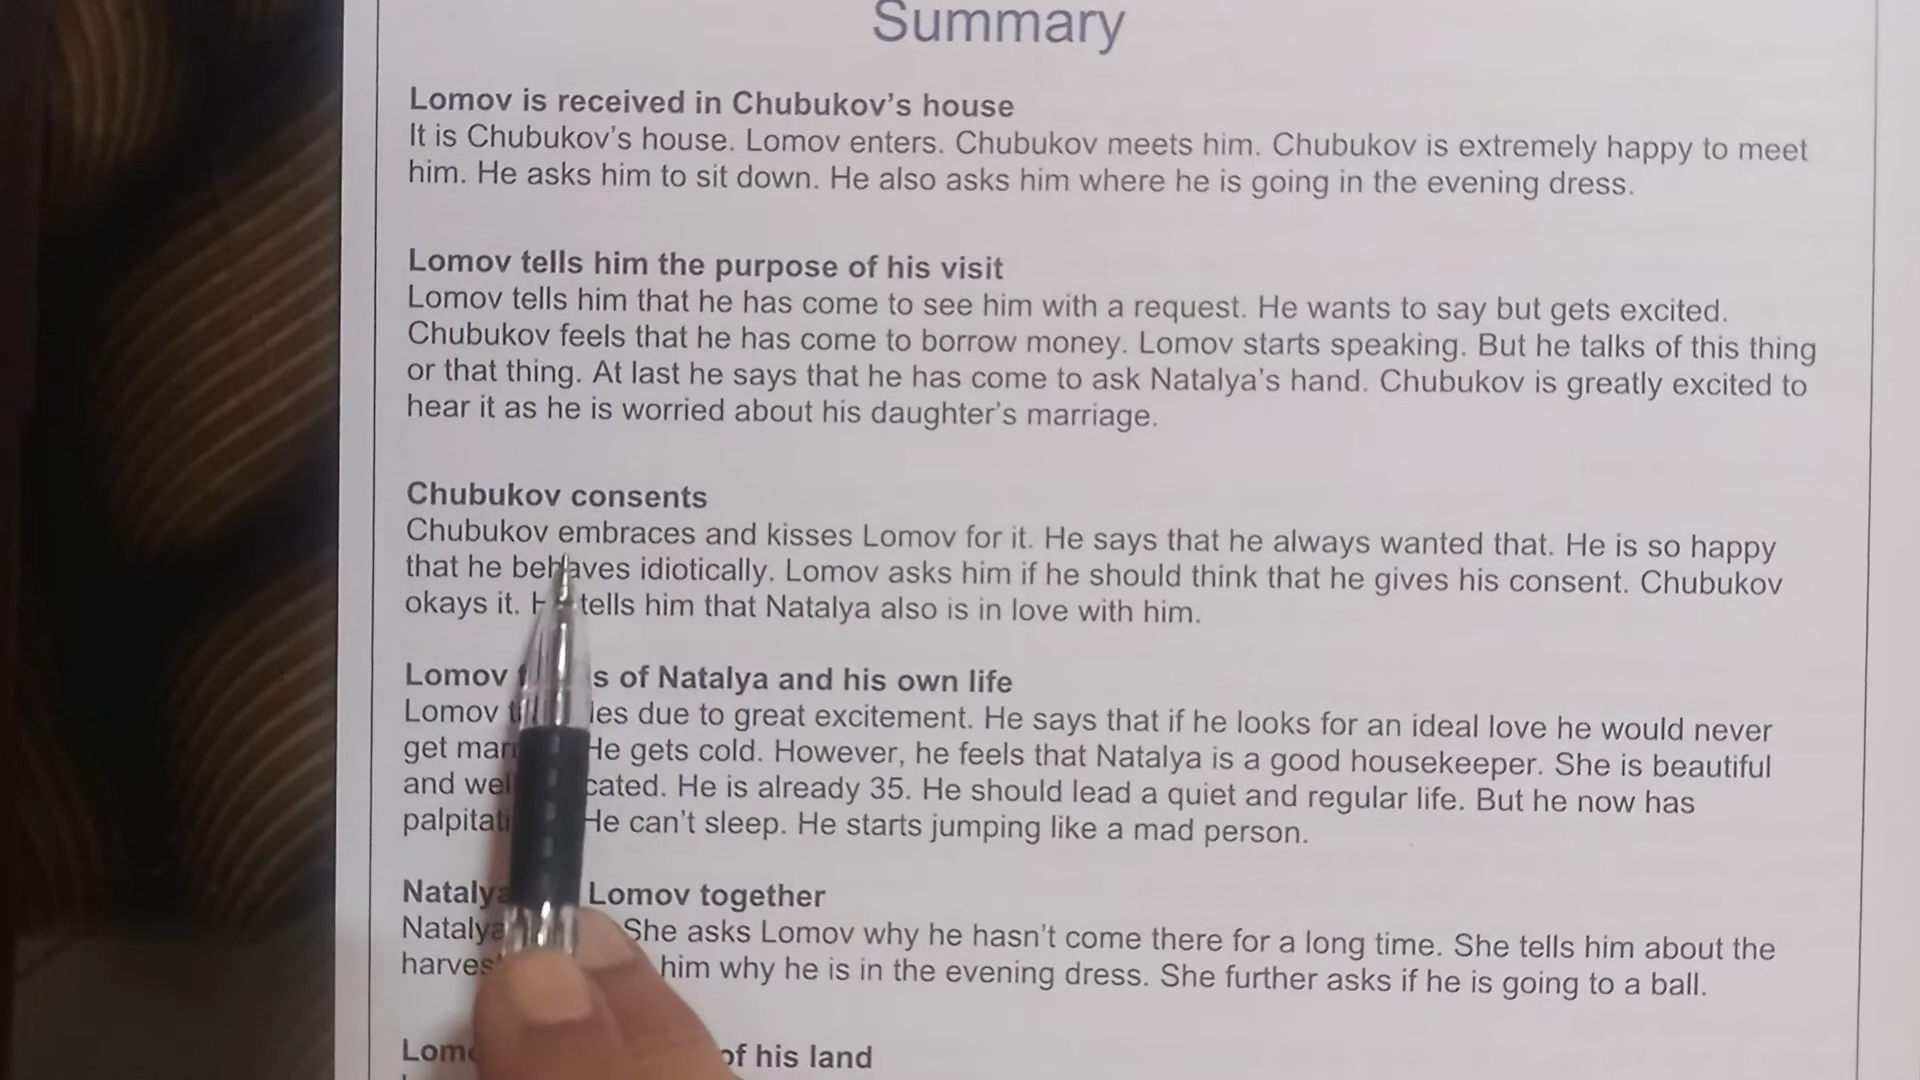 Summary
Lomov is received in Chubukov's house
It is Chubukov's house. Lomov enters. Chubukov meets him. Chubukov is extremely happy to meet
him. He asks him to sit down. He also asks him where he is going in the evening dress.
Lomov tells him the purpose of his visit
Lomov tells him that he has come to see him with a request. He wants to say but gets excited.
Chubukov feels that he has come to borrow money. Lomov starts speaking. But he talks of this thing
or that thing. At last he says that he has come to ask Natalya's hand. Chubukov is greatly excited to
hear it as he is worried about his daughter's marriage.
Chubukov consents
Chubukov embraces and kisses Lomov for it. He says that he always wanted that. He is so happy
that he behaves idiotically. Lomov asks him if he should think that he gives his consent. Chubukov
okays it. tells him that Natalya also is in love with him.
Lomov of Natalya and his own life
Lomov due to great excitement. He says that if he looks for an ideal love he would never
get He gets cold. However, he feels that Natalya is a good housekeeper. She is beautiful
and He is already 35. He should lead a quiet and regular life. But he now has
He can't sleep. He starts jumping like a mad person.
Natalya Lomov together
Natalya She asks Lomov why he hasn't come there for a long time. She tells him about the
him why he is in the evening dress. She further asks if he is going to a ball.
of his land